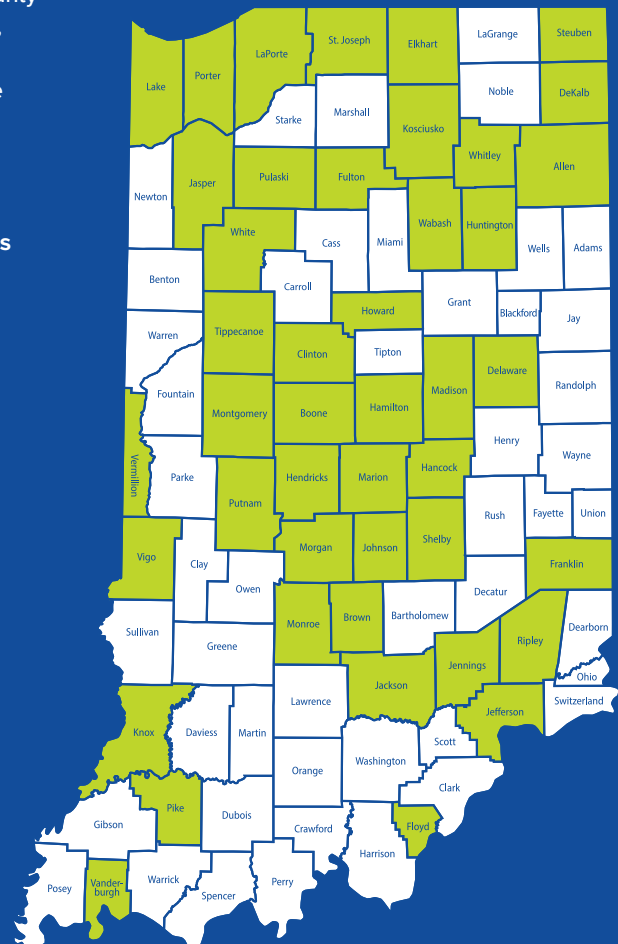 LaGrange
Steuben
St. Joseph
Elkhart
LaPorte
Porter
Lake
Noble
DeKalb
Starke
Marshall
Kosciusko
Whitley
Allen
Newton
Jasper
Pulaski
Fulton
White
Cass
Miami
Wabash
Huntington
Wells
Adams
Benton
Carroll
Howard
Grant
Blackford
Jay
Warren
Tippecanoe
Clinton
Tipton
Fountain
Montgomery
Boone
Hamilton
Madison
Delaware
Randolph
Henry
Wayne
Vermillion
Parke
Putnam
Hendricks
Marion
Hancock
Rush
Fayette
Union
Vigo
Clay
Owen
Morgan
Johnson
Shelby
Franklin
Decatur
Sullivan
Greene
Monroe
Brown
Bartholomew
Ripley
Dearborn
Jennings
Ohio
Jackson
Lawrence
Jefferson
Switzerland
Knox
Daviess
Martin
Scott
Orange
Washington
Clark
Gibson
Pike
Dubois
Crawford
Floyd
Harrison
Posey
Vander-
burgh
Warrick
Spencer
Perry